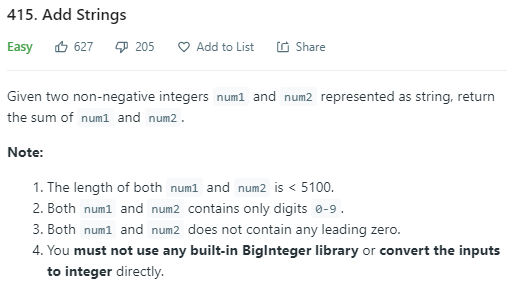 415. Add Strings
Easy 627 205 Add to List Share
Given two non-negative integers num1 and num2 represented as string, return
the sum of num1 and num2 .
Note:
1. The length of both num1 and num2 is < 5100.
2. Both num1 and num2 contains only digits 0-9 .
3. Both num1 and num2 does not contain any leading zero.
4. You must not use any built-in BigInteger library or convert the inputs
to integer directly.